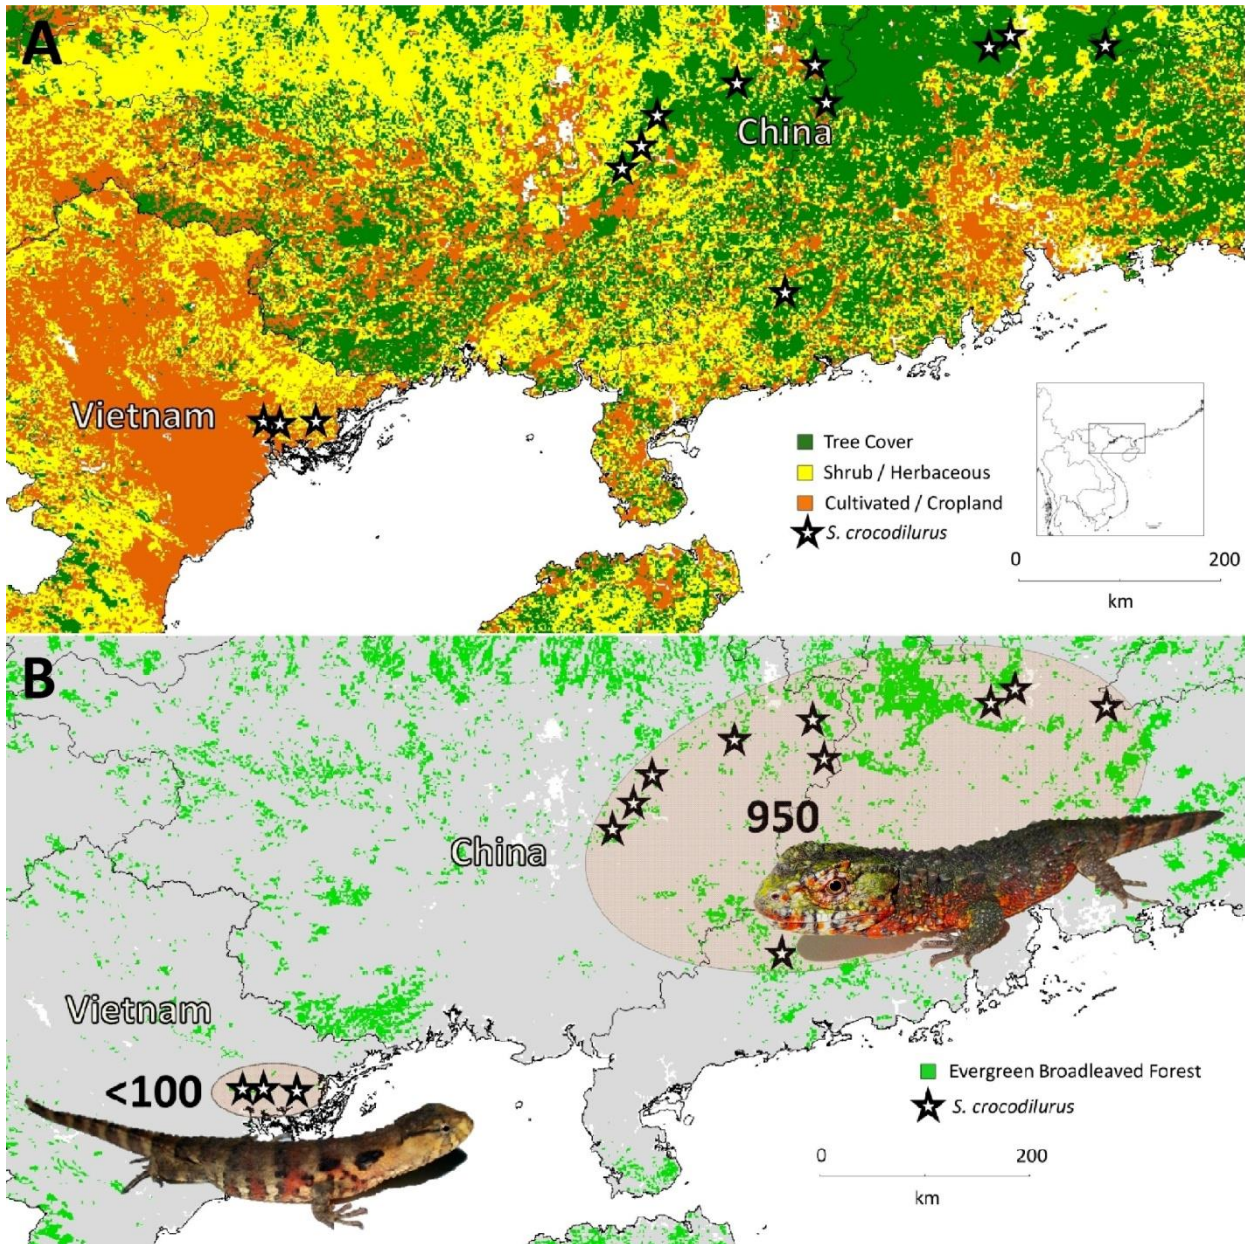 A
China
Vietnam
Tree Cover
Shrub / Herbaceous
Cultivated / Cropland
S. crocodilurus
0 200
km
B
950
China
Vietnam
<100
Evergreen Broadleaved Forest
S. crocodilurus
0 200
km